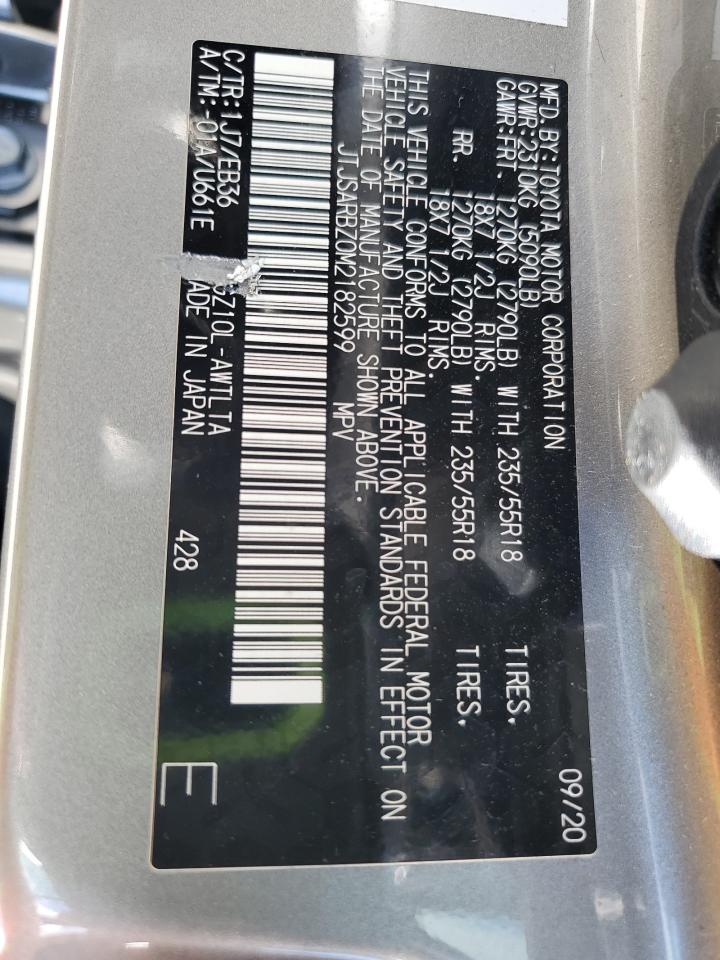 MFD.BY:TOYOTA MOTOR CORPORATION 09/20
GVWR:2310KG (5090LB)
GAWR:FRT. 1270KG (2790LB) WITH 235/55R18 TIRES.
18X7 1/2J RIMS.
RR. 1270KG (2790LB) WITH 235/55R18 TIRES.
18X7 1/2J RIMS.
THIS VEHICLE CONFORMS TO ALL APPLICABLE FEDERAL MOTOR
VEHICLE SAFETY AND THEFT PREVENTION STANDARDS IN EFFECT ON
THE DATE OF MANUFACTURE SHOWN ABOVE.
JTJSARBZ0M2182599 MPV
C/TR:1J7/EB36 Z10L-AWTLTA
A/TM:-01A/U661E ADE IN JAPAN 428 E